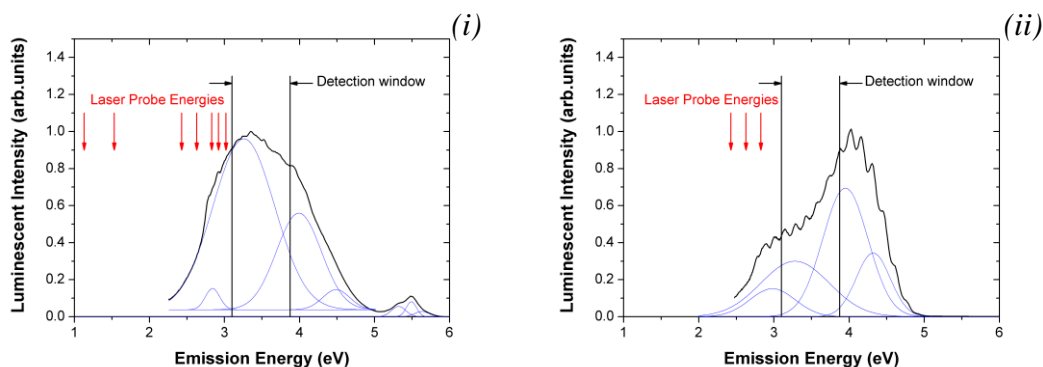 (i)
Luminescent Intensity (arb.units)
1.4
1.2
1.0
0.8
0.6
0.4
0.2
0.0
Detection window
Laser Probe Energies
1 2 3 4 5 6
Emission Energy (eV)
(ii)
Luminescent Intensity (arb.units)
1.4
1.2
1.0
0.8
0.6
0.4
0.2
0.0
Detection window
Laser Probe Energies
1 2 3 4 5 6
Emission Energy (eV)